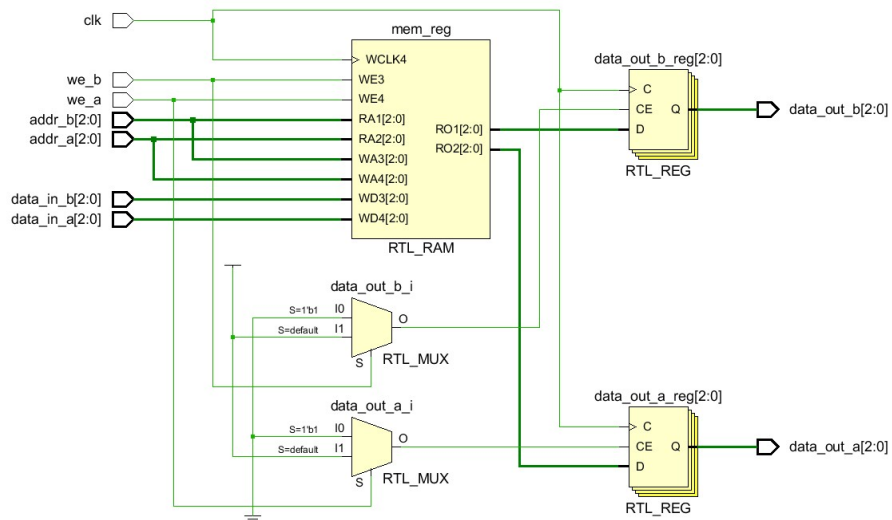 clk
we_b
we_a
addr_b[2:0]
addr_a[2:0]
data_in_b[2:0]
data_in_a[2:0]
mem_reg
WCLK4
WE3
WE4
RA1[2:0]
RA2[2:0]
WA3[2:0]
WA4[2:0]
WD3[2:0]
WD4[2:0]
RO1[2:0]
RO2[2:0]
RTL_RAM
data_out_b_reg[2:0]
C
CE
D
Q
RTL_REG
data_out_b[2:0]
data_out_b_i
S=1'b1
I0
S=default
I1
O
S
RTL_MUX
data_out_a_i
S=1'b1
I0
S=default
I1
O
S
RTL_MUX
data_out_a_reg[2:0]
C
CE
D
Q
RTL_REG
data_out_a[2:0]